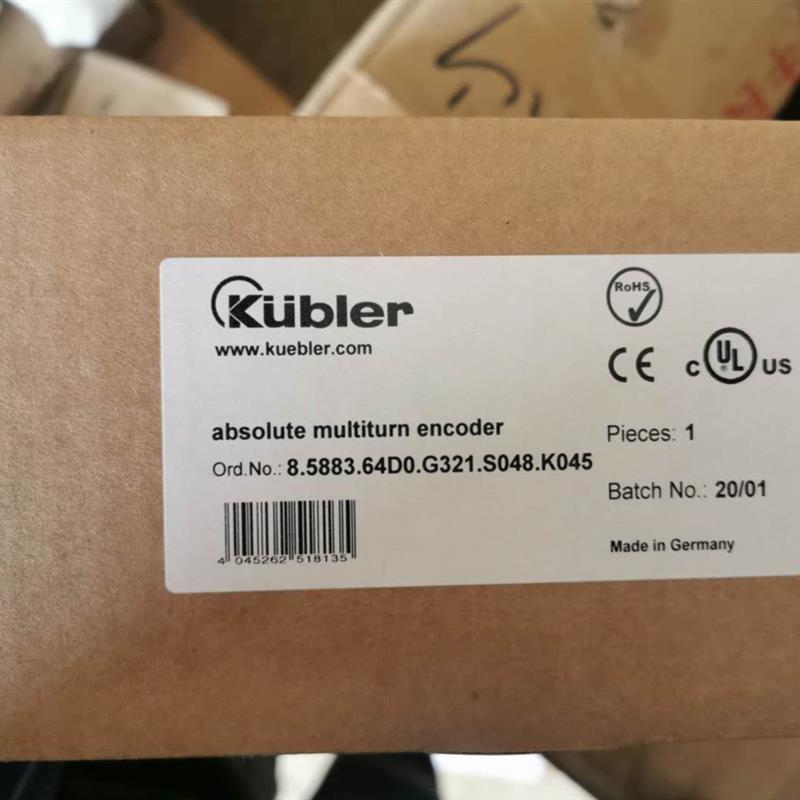 Kübler
www.kuebler.com
RoHS
CE
c UL ® US
absolute multiturn encoder
Pieces: 1
Ord.No.: 8.5883.64D0.G321.S048.K045
Batch No.: 20/01
4 045262 518135
Made in Germany